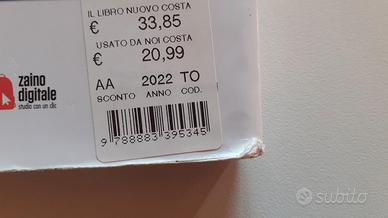 IL LIBRO NUOVO COSTA
€ 33,85
USATO DA NOI COSTA
€ 20,99
AA 2022 TO
SCONTO ANNO COD.
9 788883 395345
zaino
digitale
studio con un clic
subito